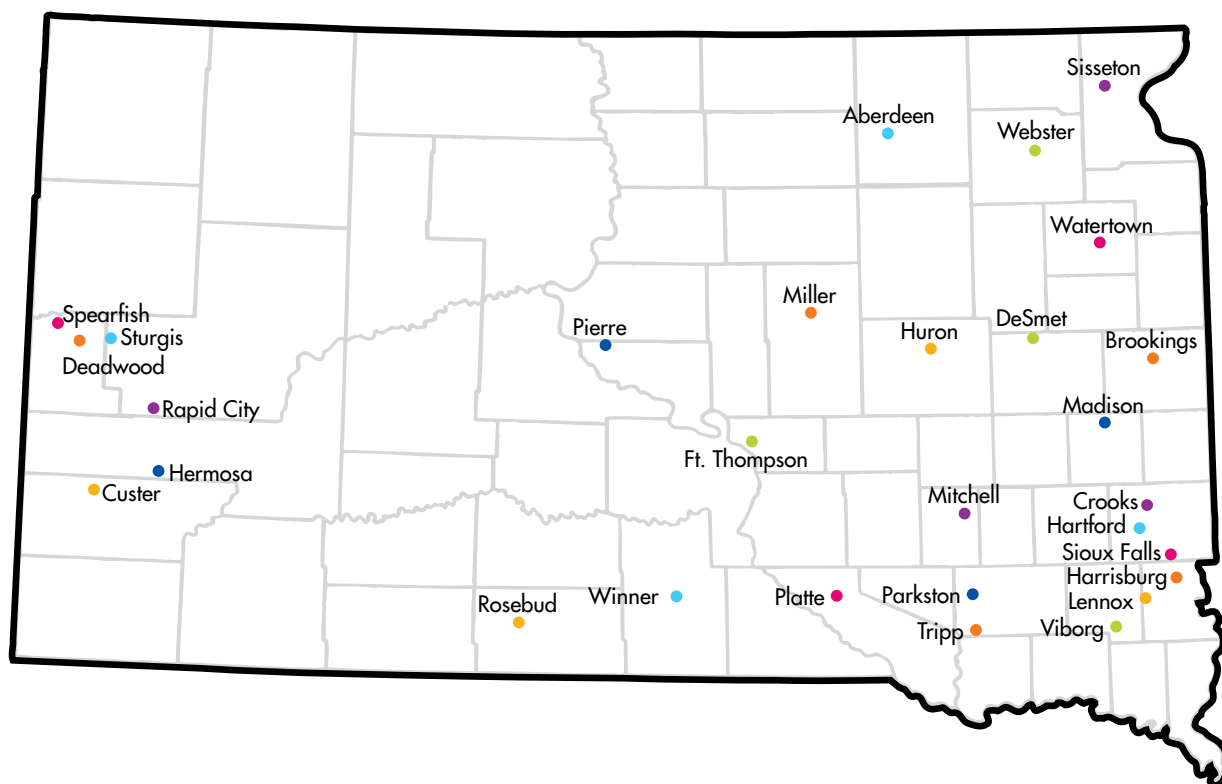 Sisseton
Aberdeen
Webster
Watertown
Miller
Spearfish
Pierre
Huron
DeSmet
Sturgis
Brookings
Deadwood
Rapid City
Madison
Ft. Thompson
Hermosa
Custer
Mitchell
Crooks
Hartford
Sioux Falls
Harrisburg
Rosebud
Winner
Platte
Parkston
Lennox
Tripp
Viborg